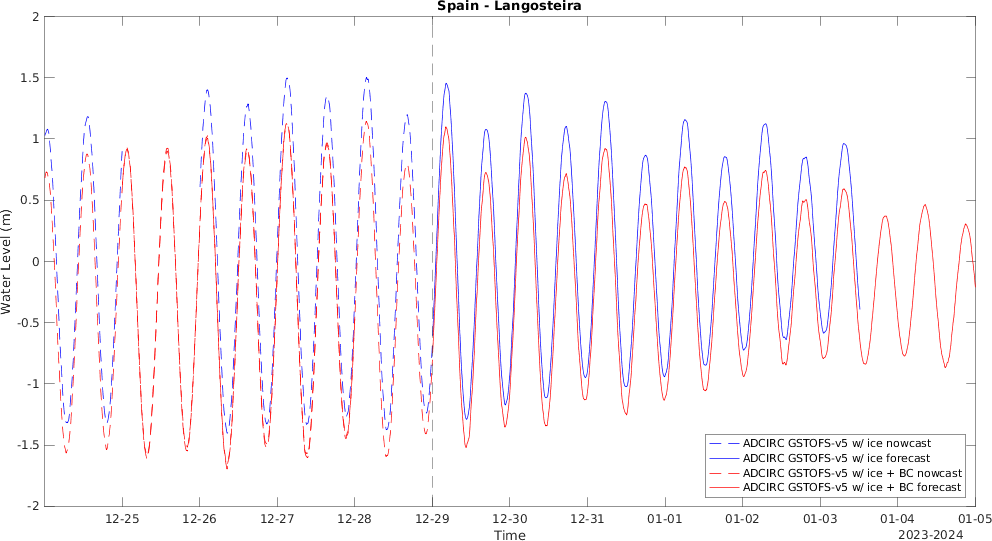 Spain - Langosteira
Water Level (m)
2
1.5
1
0.5
0
-0.5
-1
-1.5
-2
ADCIRC GSTOFS-v5 w/ ice nowcast
ADCIRC GSTOFS-v5 w/ ice forecast
ADCIRC GSTOFS-v5 w/ ice + BC nowcast
ADCIRC GSTOFS-v5 w/ ice + BC forecast
12-25 12-26 12-27 12-28 12-29 12-30 12-31 01-01 01-02 01-03 01-04 01-05
Time
2023-2024